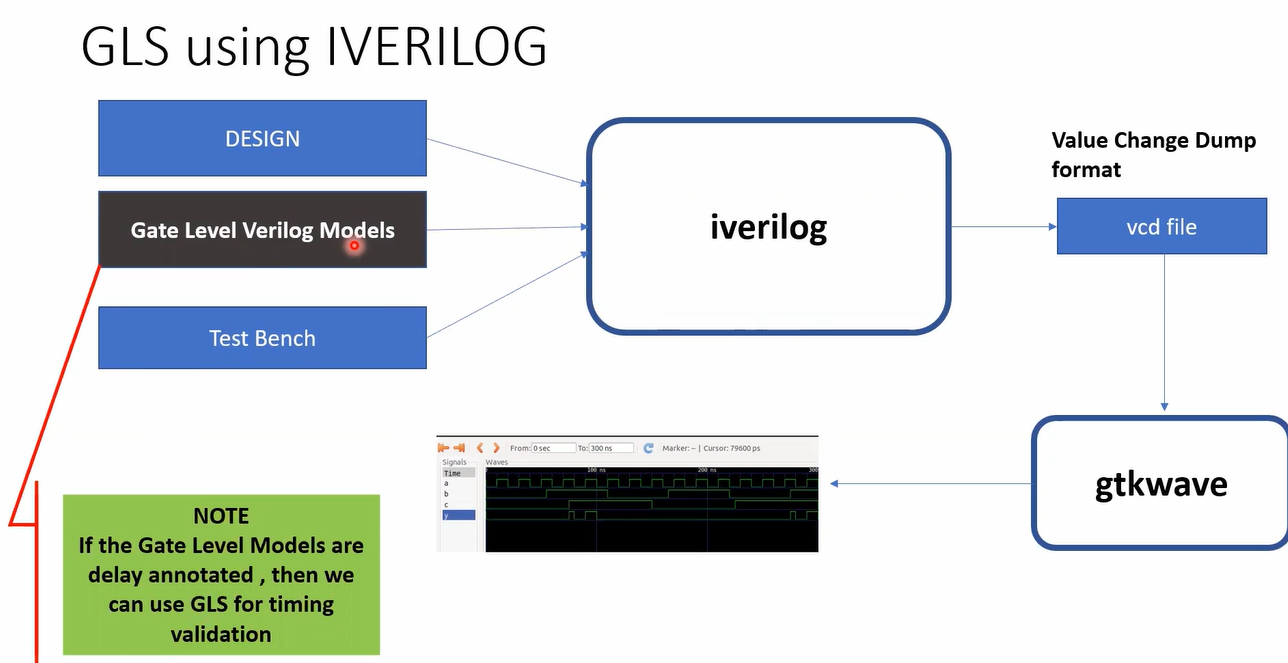 GLS using IVERILOG
DESIGN
Gate Level Verilog Models
Test Bench
iverilog
Value Change Dump
format
vcd file
gtkwave
From: 0 sec To: 300 ns Marker: -- | Cursor: 79600 ps
Signals Waves
Time
100 ns 200 ns 300
a
b
c
y
NOTE
If the Gate Level Models are
delay annotated , then we
can use GLS for timing
validation